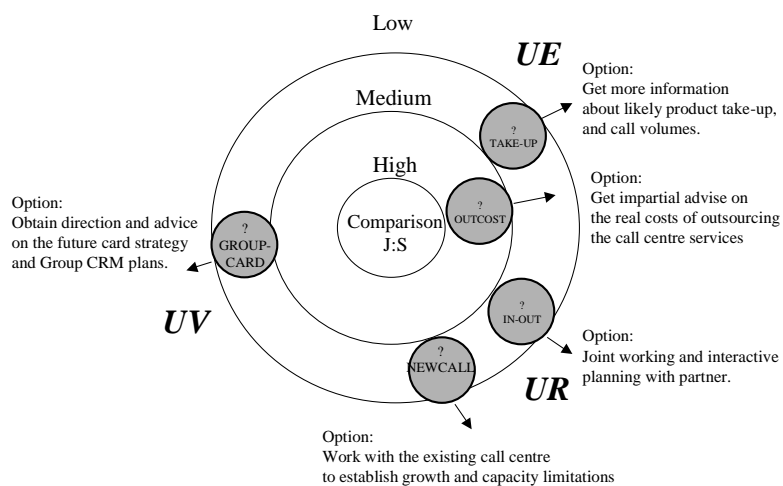 Low
UE
Option:
Get more information
about likely product take-up,
and call volumes.
Medium
?
TAKE-UP
High
Option:
Get impartial advise on
the real costs of outsourcing
the call centre services
?
OUTCOST
Comparison
J:S
Option:
Obtain direction and advice
on the future card strategy
and Group CRM plans.
?
GROUP-
CARD
UV
?
IN-OUT
Option:
Joint working and interactive
planning with partner.
?
NEWCALL
UR
Option:
Work with the existing call centre
to establish growth and capacity limitations